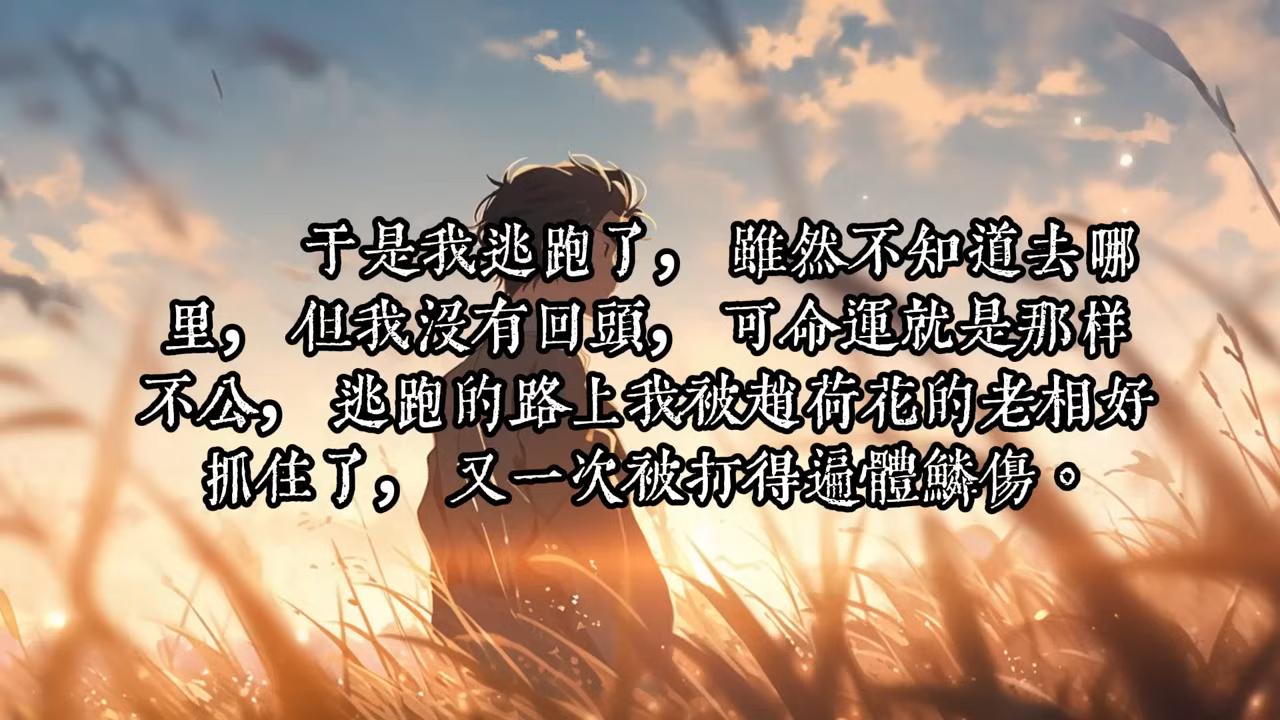 于是我逃跑了，雖然不知道去哪
里，但我沒有回頭，可命運就是那样
不公，逃跑的路上我被趙荷花的老相好
抓住了，又一次被打得遍體鱗傷。